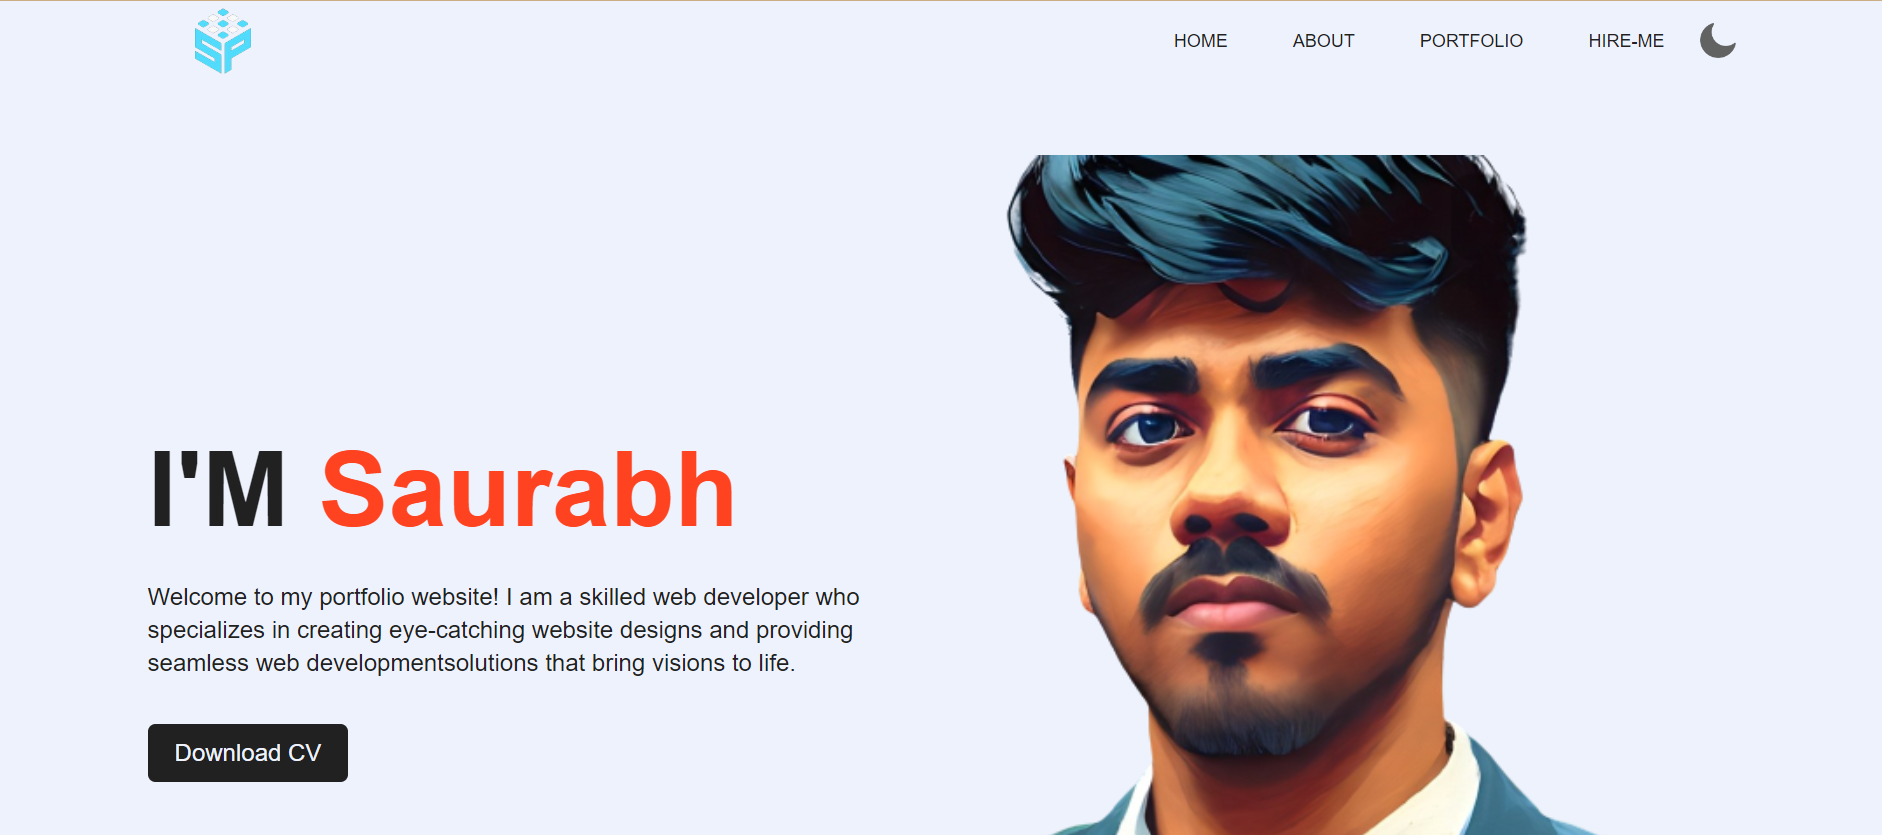 SP
HOME ABOUT PORTFOLIO HIRE-ME
I'M Saurabh
Welcome to my portfolio website! I am a skilled web developer who
specializes in creating eye-catching website designs and providing
seamless web developmentsolutions that bring visions to life.
Download CV